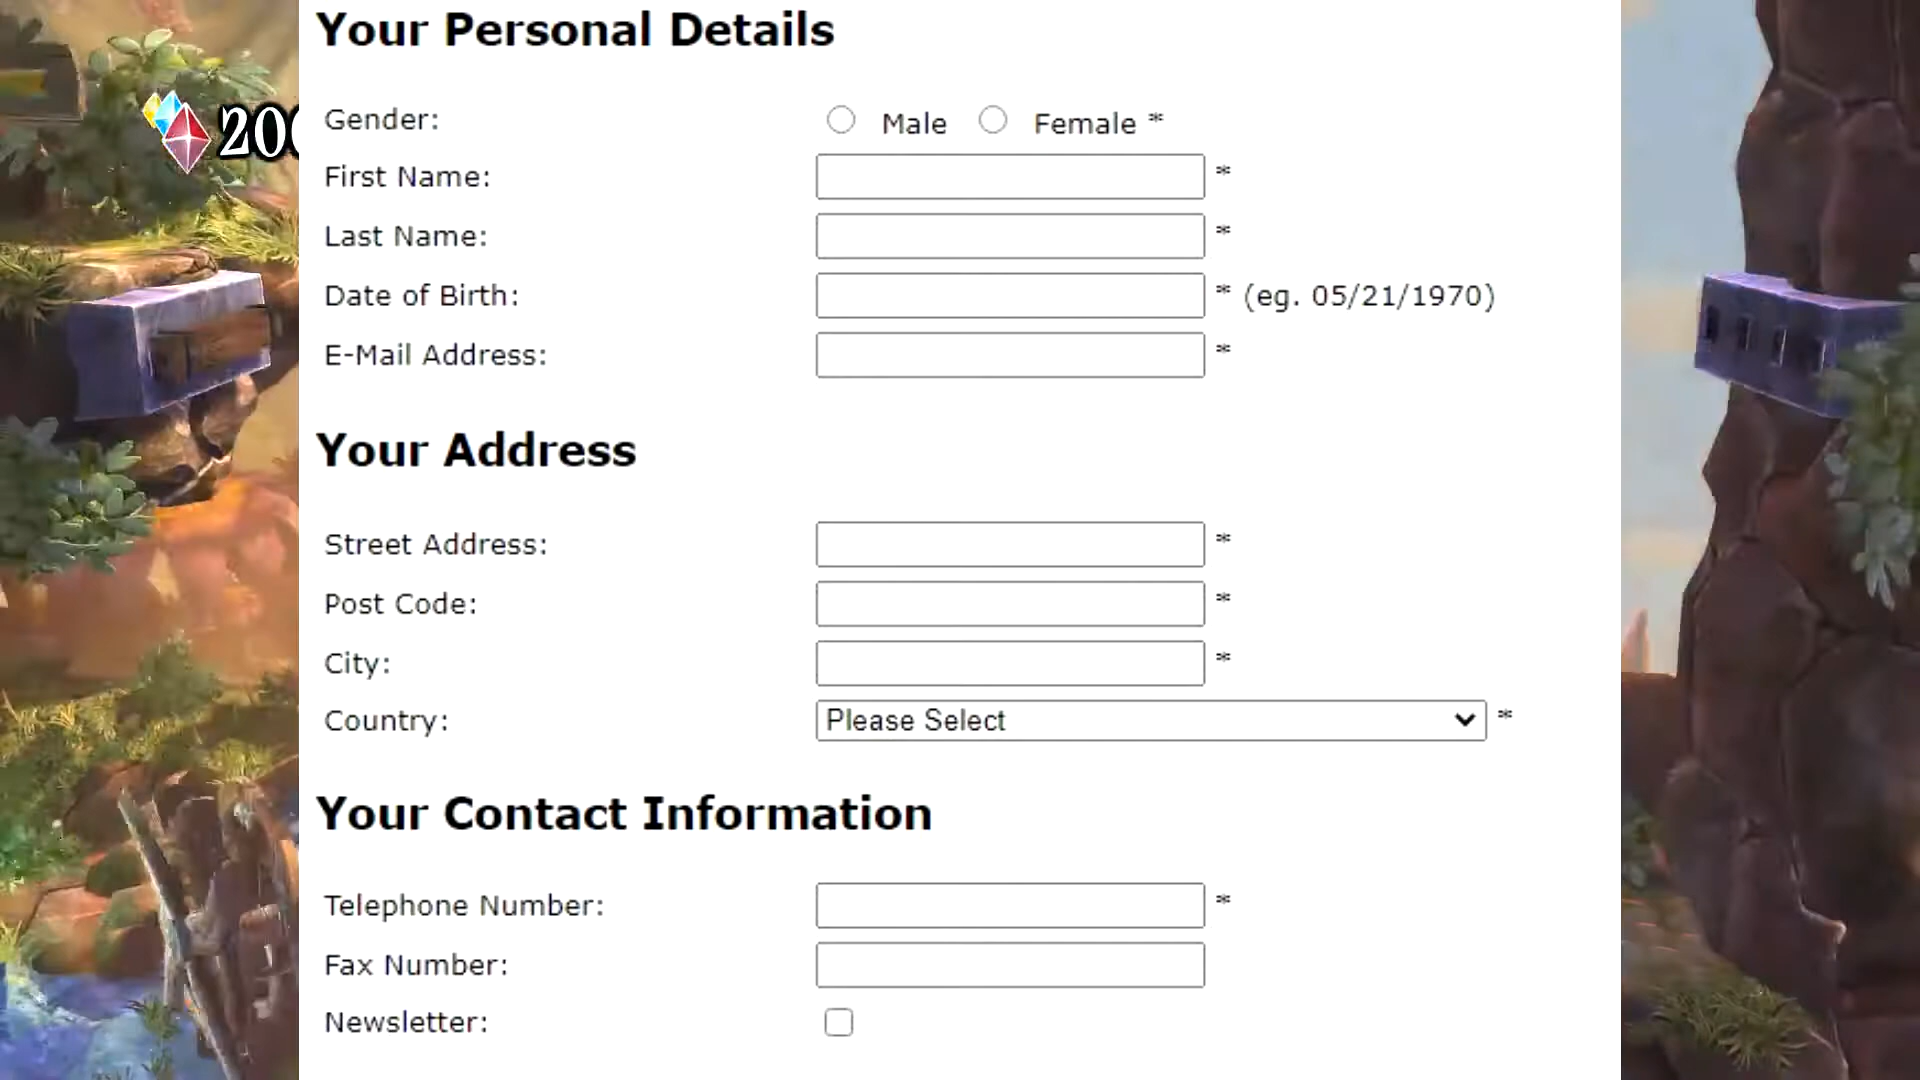 Your Personal Details
200
Gender: Male Female *
First Name: *
Last Name: *
Date of Birth: * (eg. 05/21/1970)
E-Mail Address: *
Your Address
Street Address: *
Post Code: *
City: *
Country: Please Select *
Your Contact Information
Telephone Number: *
Fax Number:
Newsletter: